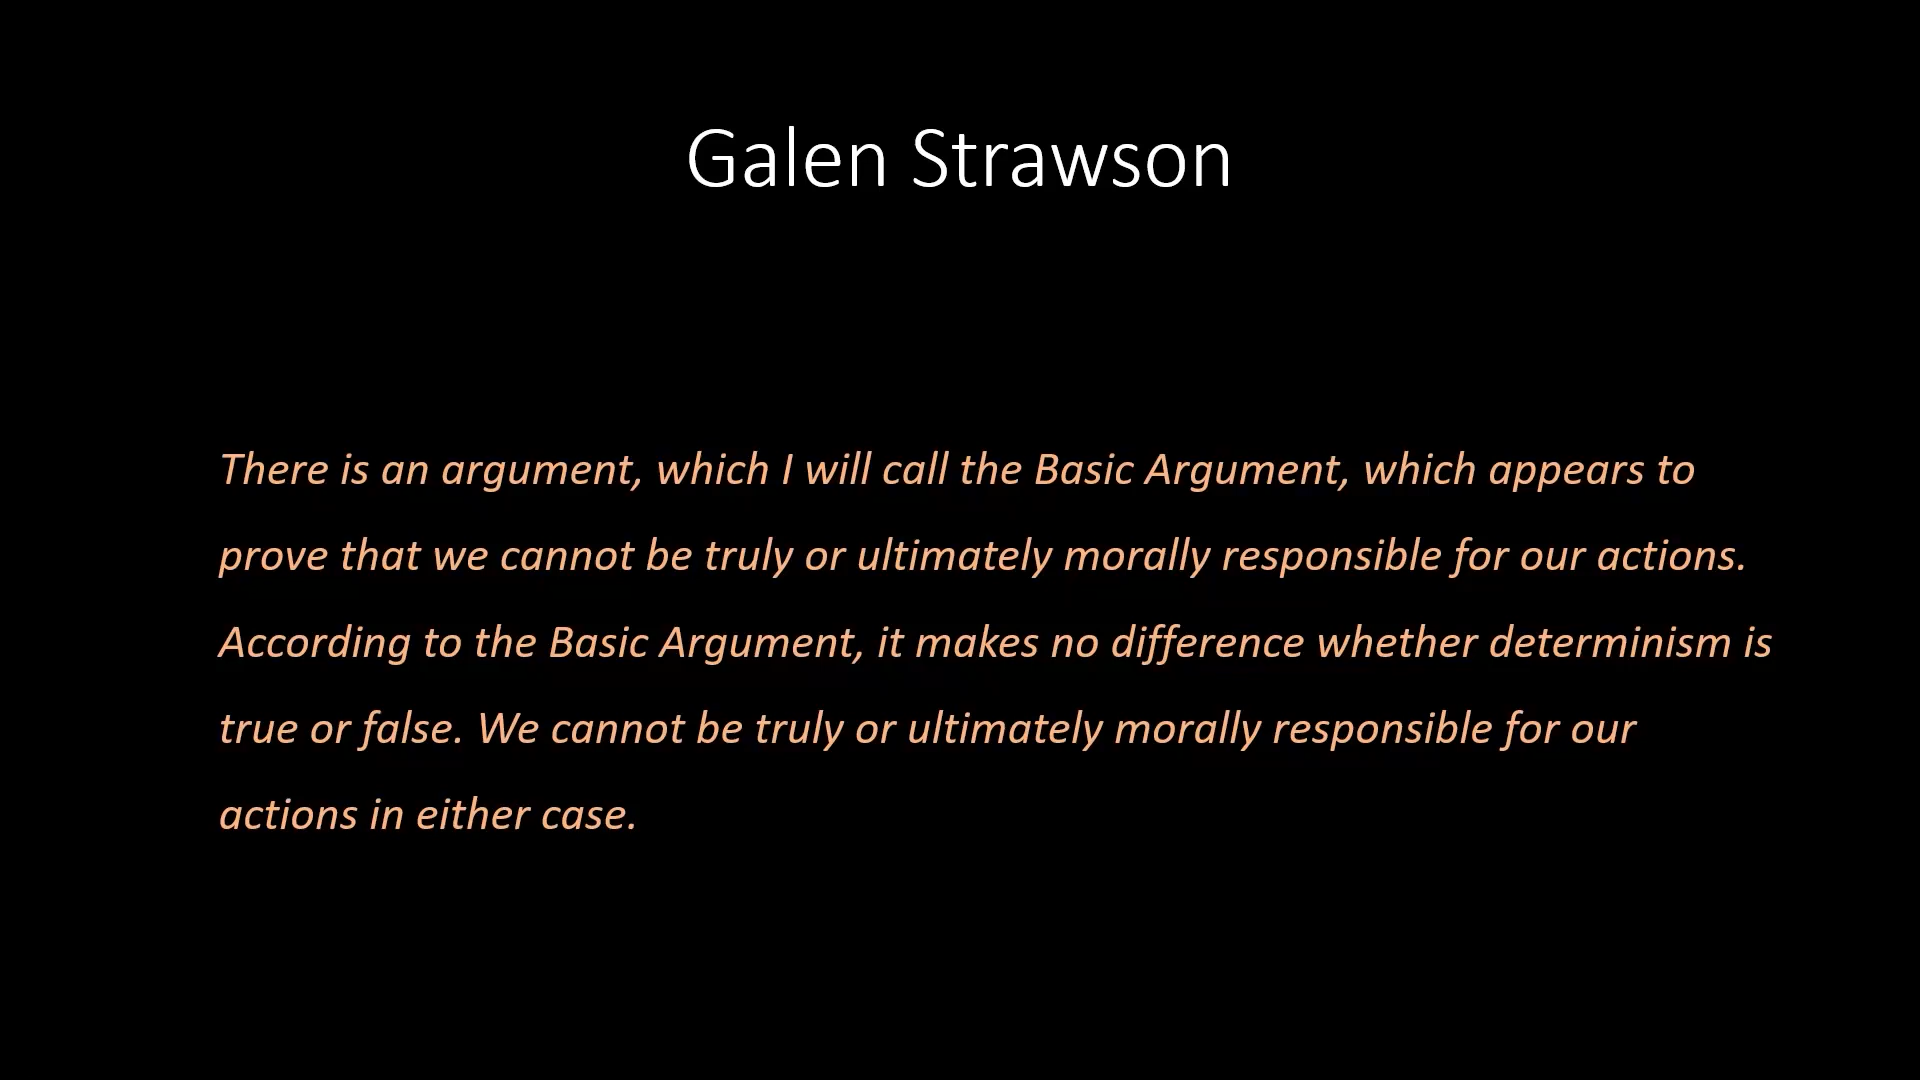 Galen Strawson
There is an argument, which I will call the Basic Argument, which appears to
prove that we cannot be truly or ultimately morally responsible for our actions.
According to the Basic Argument, it makes no difference whether determinism is
true or false. We cannot be truly or ultimately morally responsible for our
actions in either case.